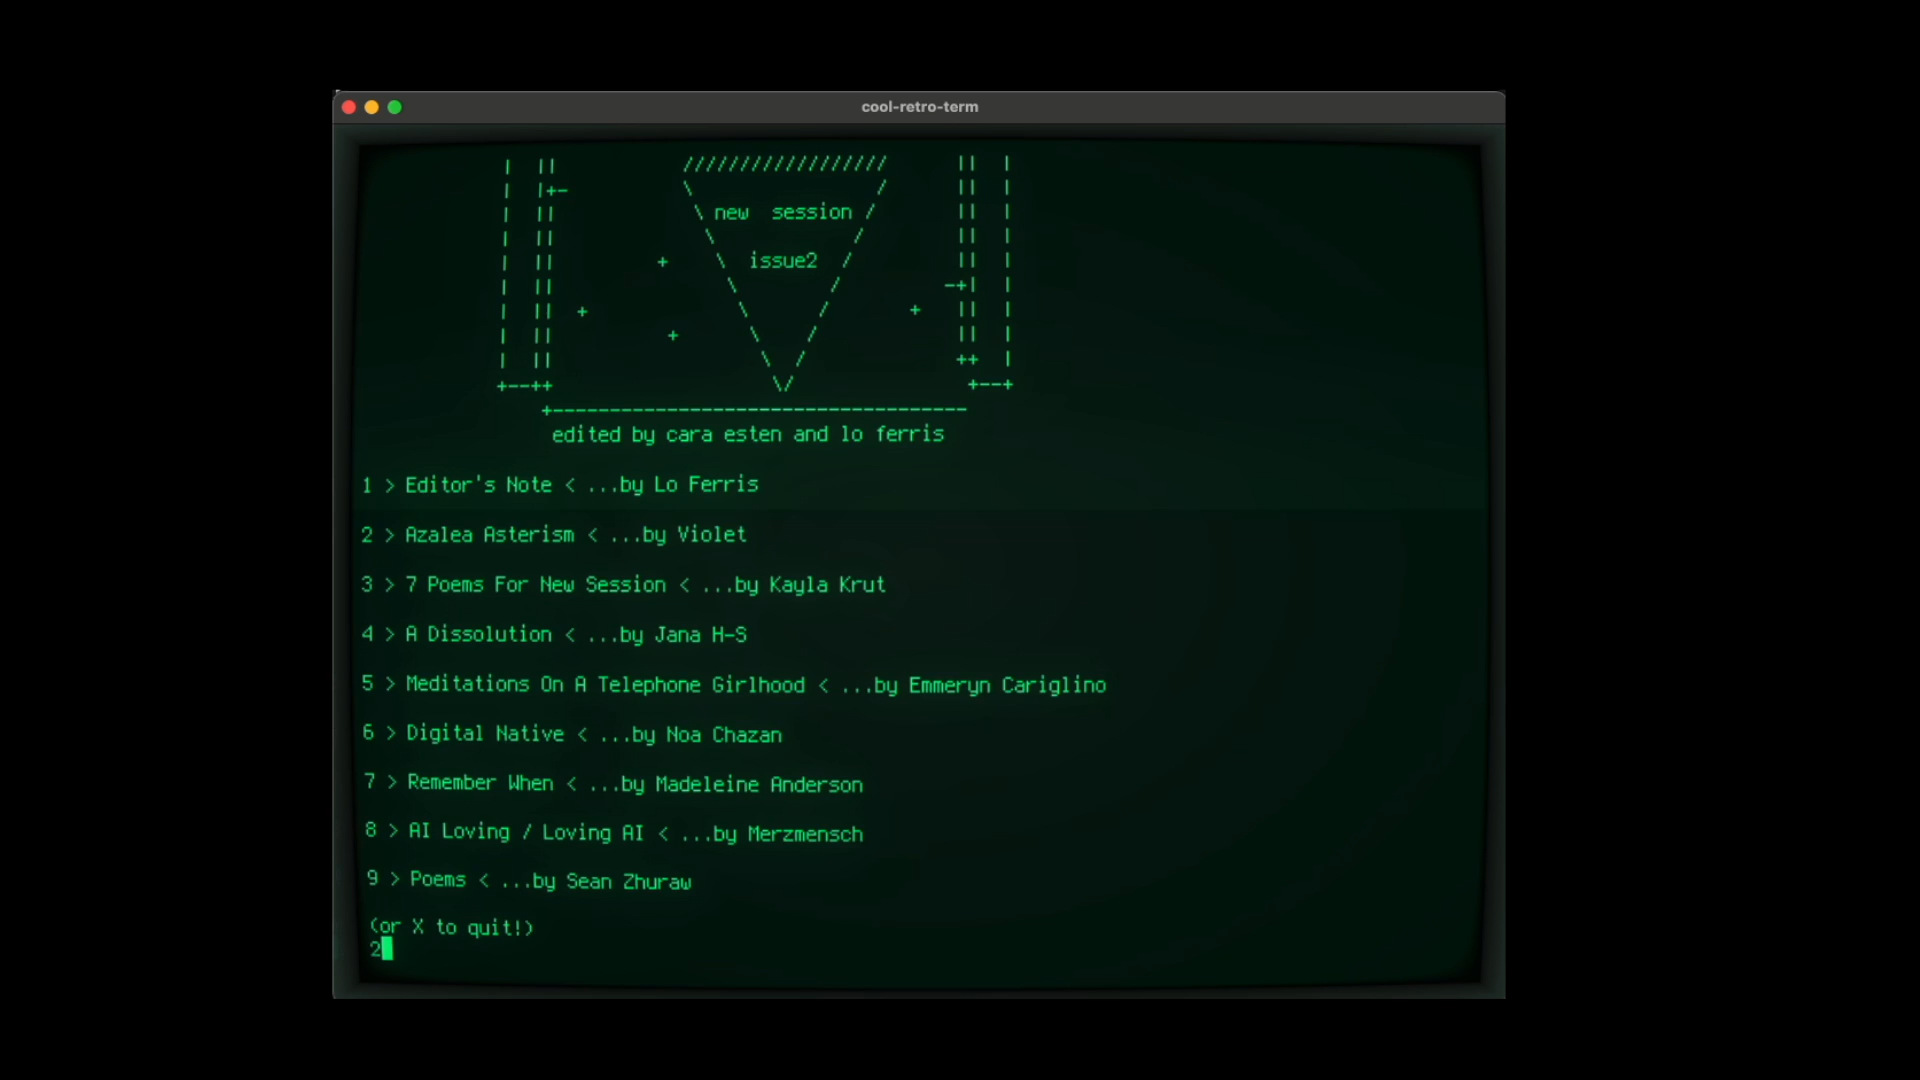 cool-retro-term
new  session
issue2
edited by cara esten and lo ferris
1 > Editor's Note < ...by Lo Ferris
2 > Azalea Asterism < ...by Violet
3 > 7 Poems For New Session < ...by Kayla Krut
4 > A Dissolution < ...by Jana H-S
5 > Meditations On A Telephone Girlhood < ...by Emmeryn Cariglino
6 > Digital Native < ...by Noa Chazan
7 > Remember When < ...by Madeleine Anderson
8 > AI Loving / Loving AI < ...by Merzmensch
9 > Poems < ...by Sean Zhuraw
(or X to quit!)
2